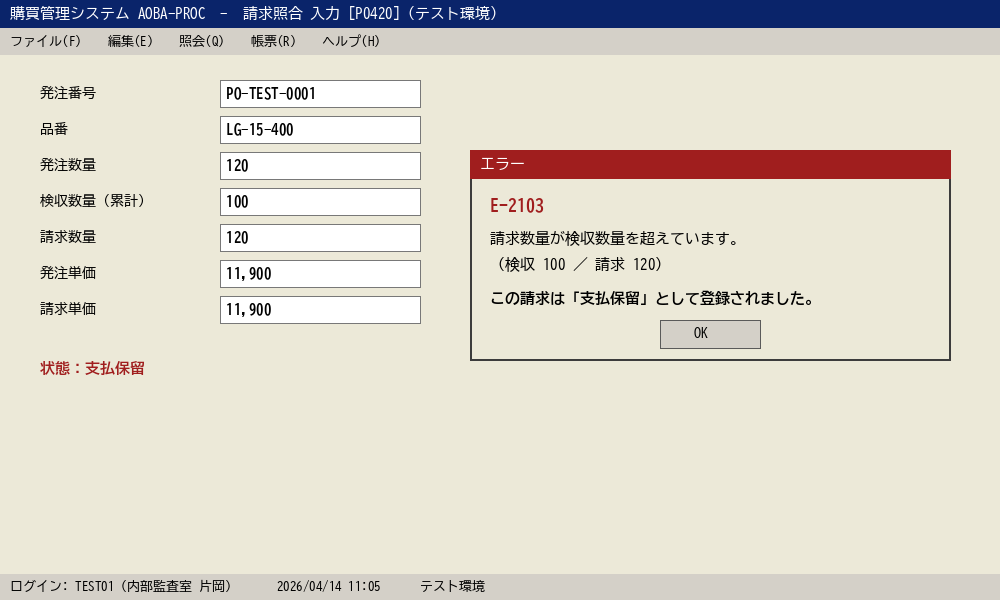 購買管理システム AOBA-PROC － 請求照合 入力 [PO420] (テスト環境)
ファイル(F) 編集(E) 照会(Q) 帳票(R) ヘルプ(H)
発注番号 PO-TEST-0001
品番 LG-15-400
発注数量 120
検収数量（累計） 100
請求数量 120
発注単価 11,900
請求単価 11,900
状態：支払保留
エラー
E-2103
請求数量が検収数量を超えています。
（検収 100 ／ 請求 120）
この請求は「支払保留」として登録されました。
OK
ログイン: TEST01 (内部監査室 片岡) 2026/04/14 11:05 テスト環境